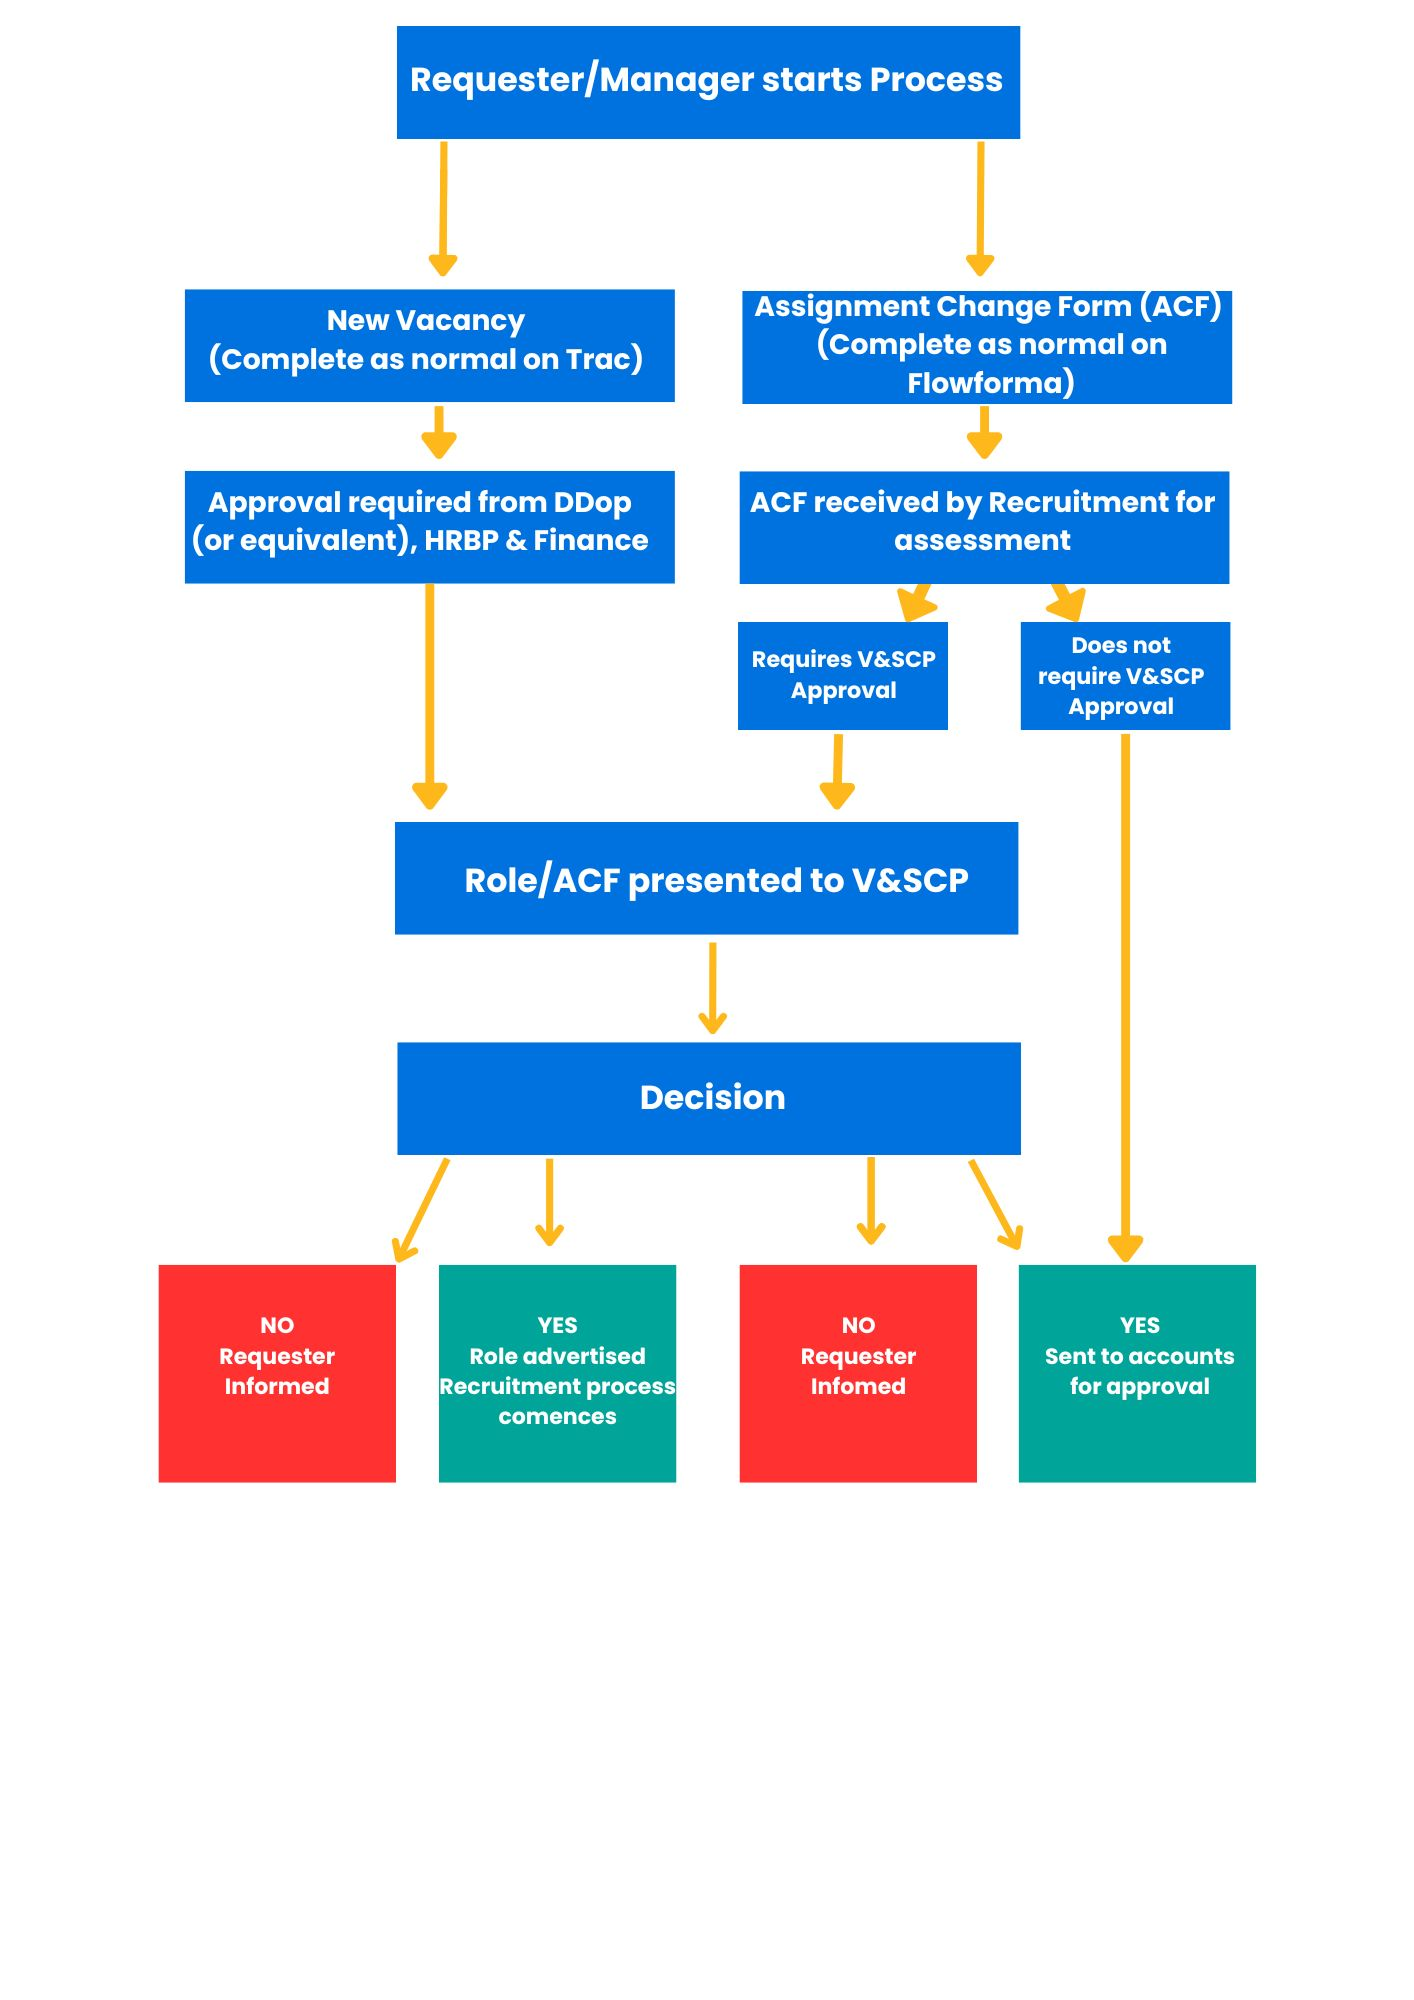 Requester/Manager starts Process
New Vacancy
(Complete as normal on Trac)
Assignment Change Form (ACF)
(Complete as normal on
Flowforma)
Approval required from DDop
(or equivalent), HRBP & Finance
ACF received by Recruitment for
assessment
Requires V&SCP
Approval
Does not
require V&SCP
Approval
Role/ACF presented to V&SCP
Decision
NO
Requester
Informed
YES
Role advertised
Recruitment process
comences
NO
Requester
Infomed
YES
Sent to accounts
for approval